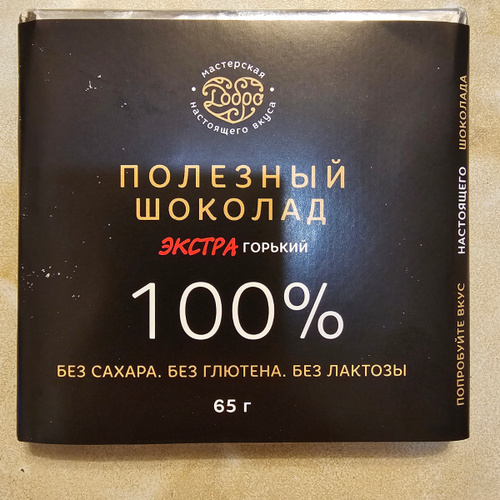 мастерская
Добро
настоящего вкуса
ПОЛЕЗНЫЙ
ШОКОЛАД
ЭКСТРА ГОРЬКИЙ
100%
БЕЗ САХАРА. БЕЗ ГЛЮТЕНА. БЕЗ ЛАКТОЗЫ
65 г
ПОПРОБУЙТЕ ВКУС НАСТОЯЩЕГО ШОКОЛАДА